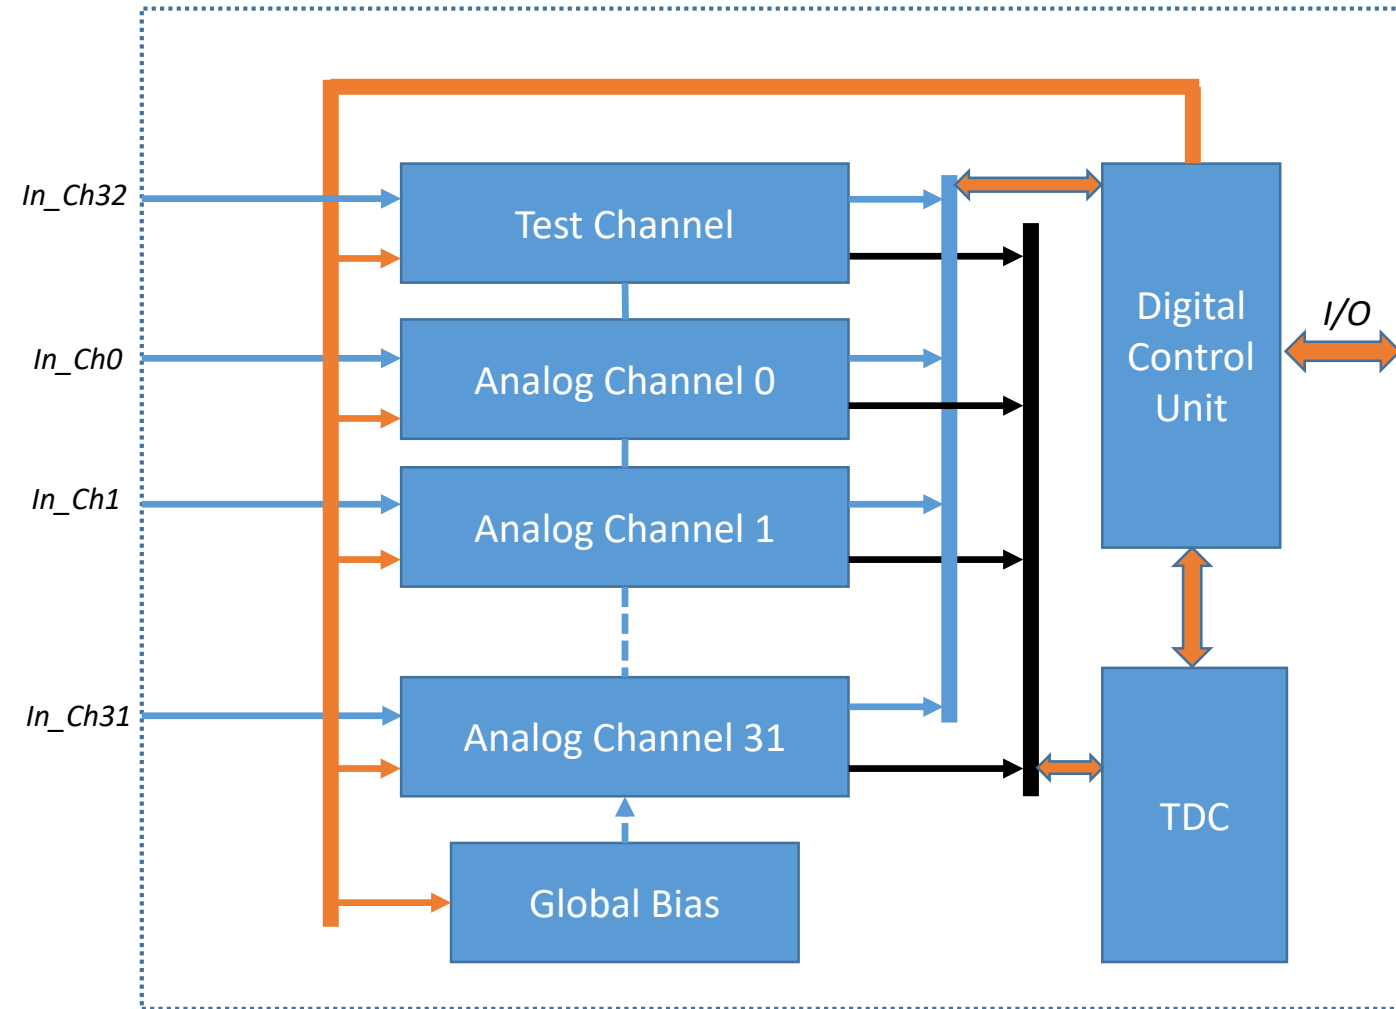 In_Ch32
Test Channel
In_Ch0
Analog Channel 0
In_Ch1
Analog Channel 1
In_Ch31
Analog Channel 31
Global Bias
Digital
Control
Unit
I/O
TDC